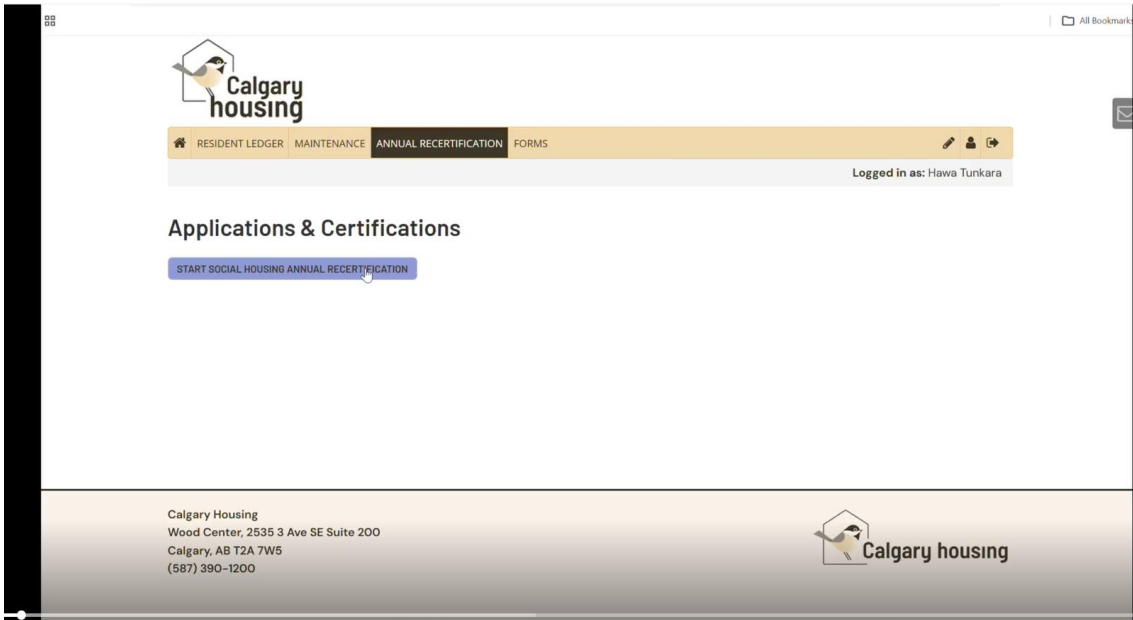 All Bookmarks
Calgary
housing
RESIDENT LEDGER MAINTENANCE ANNUAL RECERTIFICATION FORMS
Logged in as: Hawa Tunkara
Applications & Certifications
START SOCIAL HOUSING ANNUAL RECERTIFICATION
Calgary Housing
Wood Center, 2535 3 Ave SE Suite 200
Calgary, AB T2A 7W5
(587) 390-1200
Calgary housing